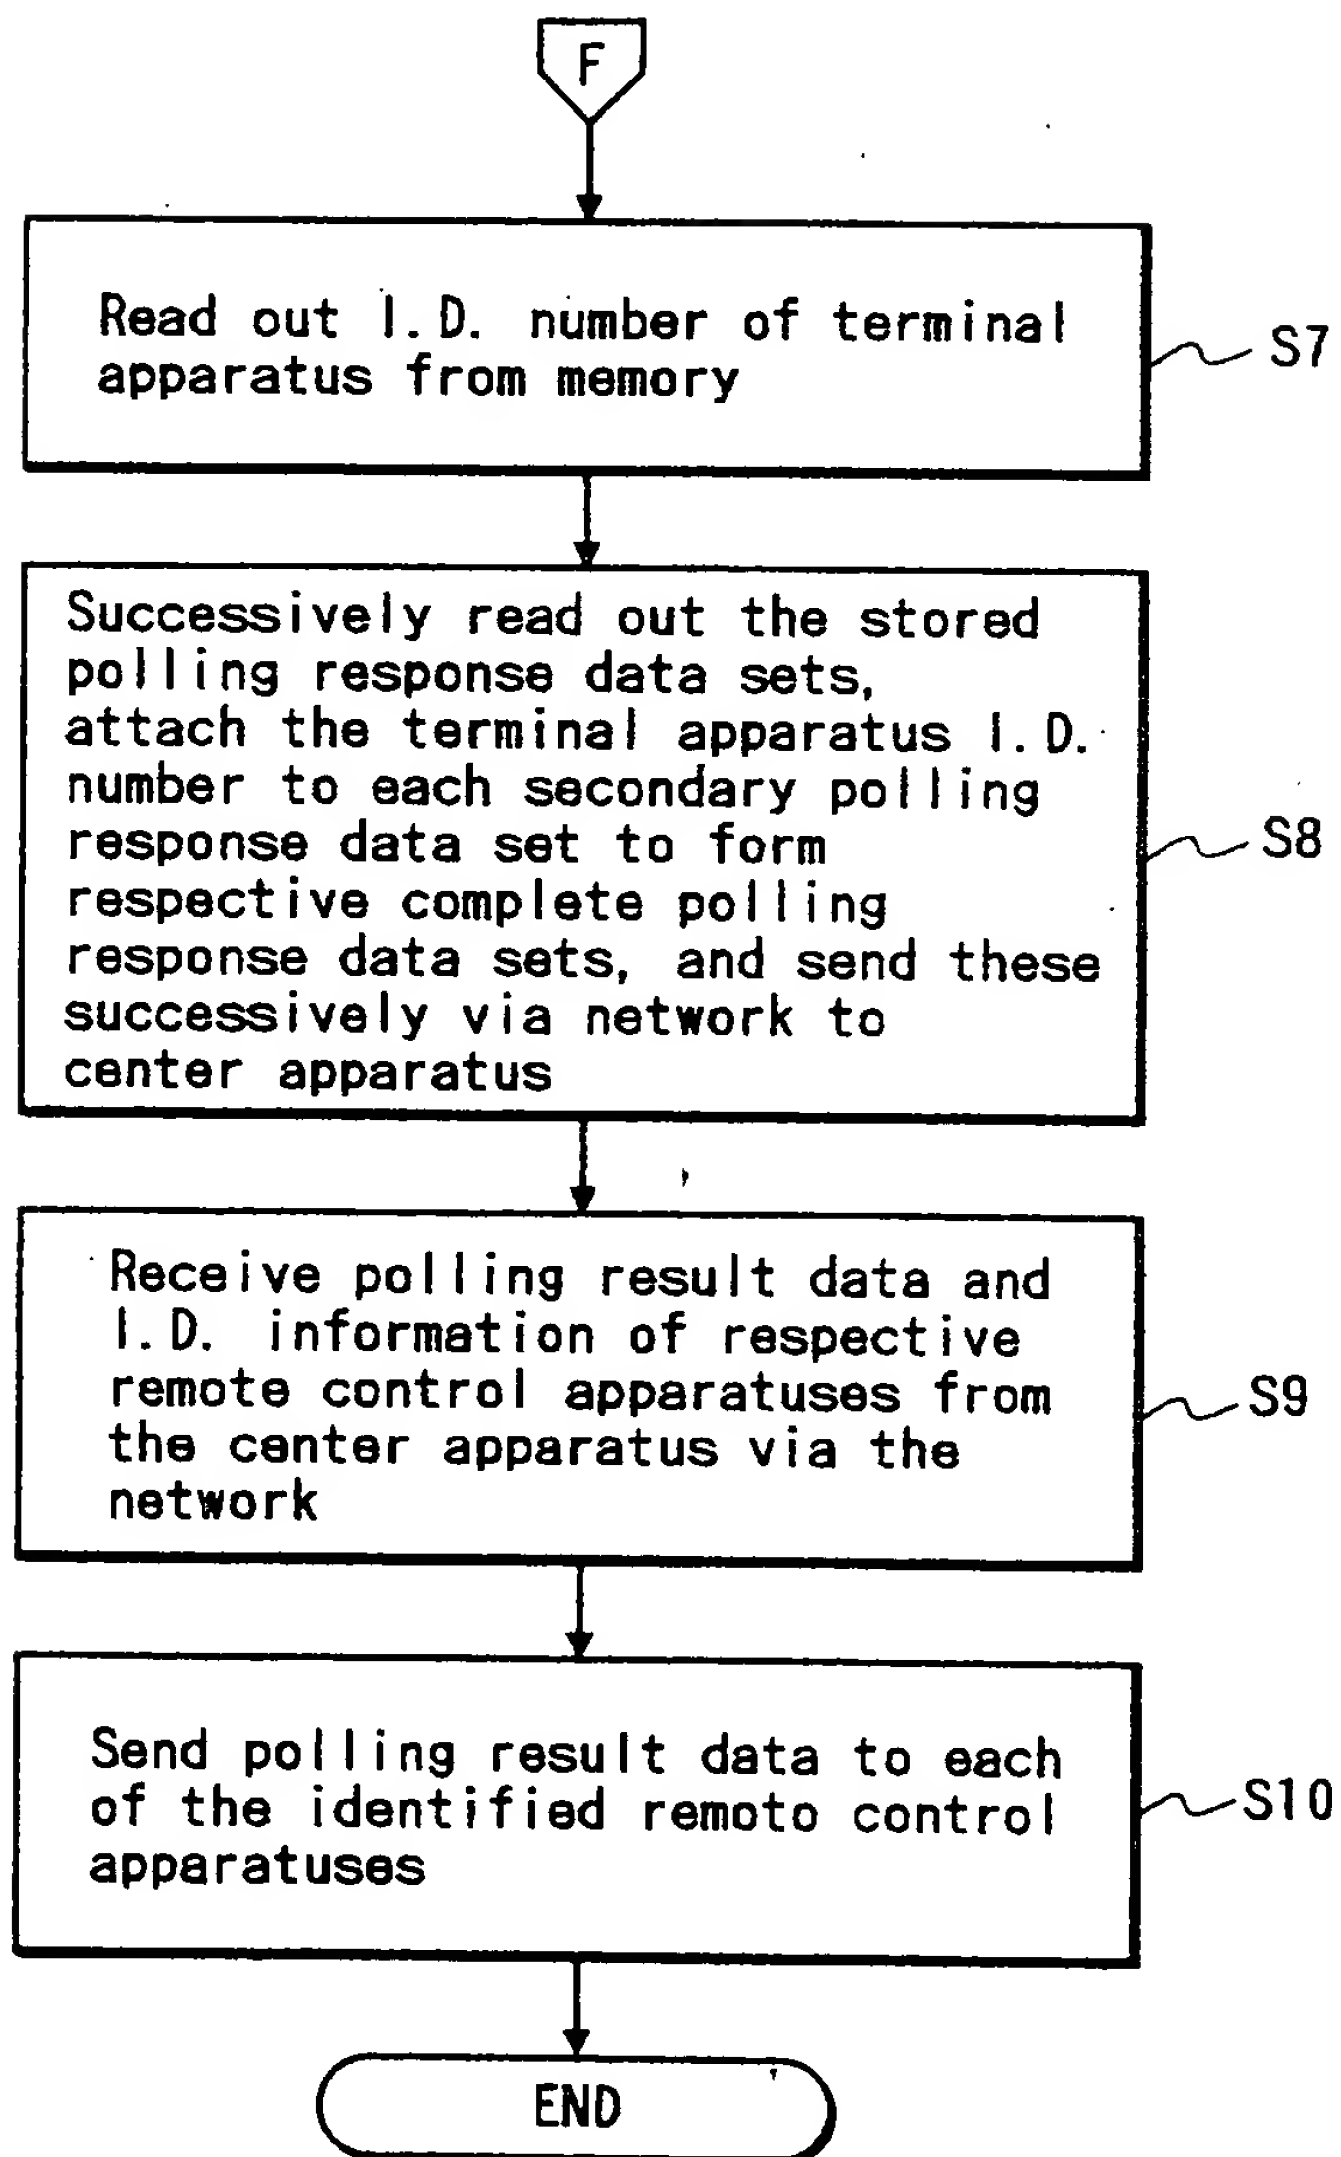 F
Read out I.D. number of terminal
apparatus from memory
S7
Successively read out the stored
polling response data sets,
attach the terminal apparatus I.D.
number to each secondary polling
response data set to form
respective complete polling
response data sets, and send these
successively via network to
center apparatus
S8
Receive polling result data and
I.D. information of respective
remote control apparatuses from
the center apparatus via the
network
S9
Send polling result data to each
of the identified remoto control
apparatuses
S10
END